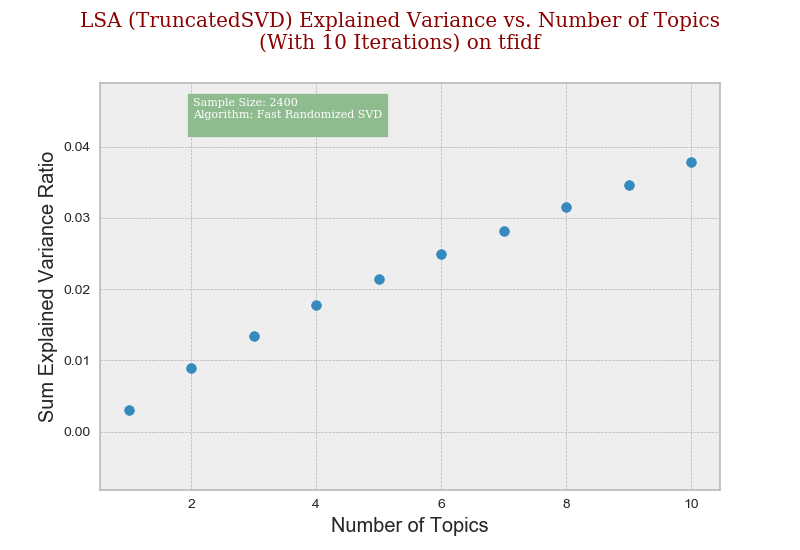 LSA (TruncatedSVD) Explained Variance vs. Number of Topics
(With 10 Iterations) on tfidf
Sample Size: 2400
Algorithm: Fast Randomized SVD
Sum Explained Variance Ratio
0.04
0.03
0.02
0.01
0.00
2
4
6
8
10
Number of Topics